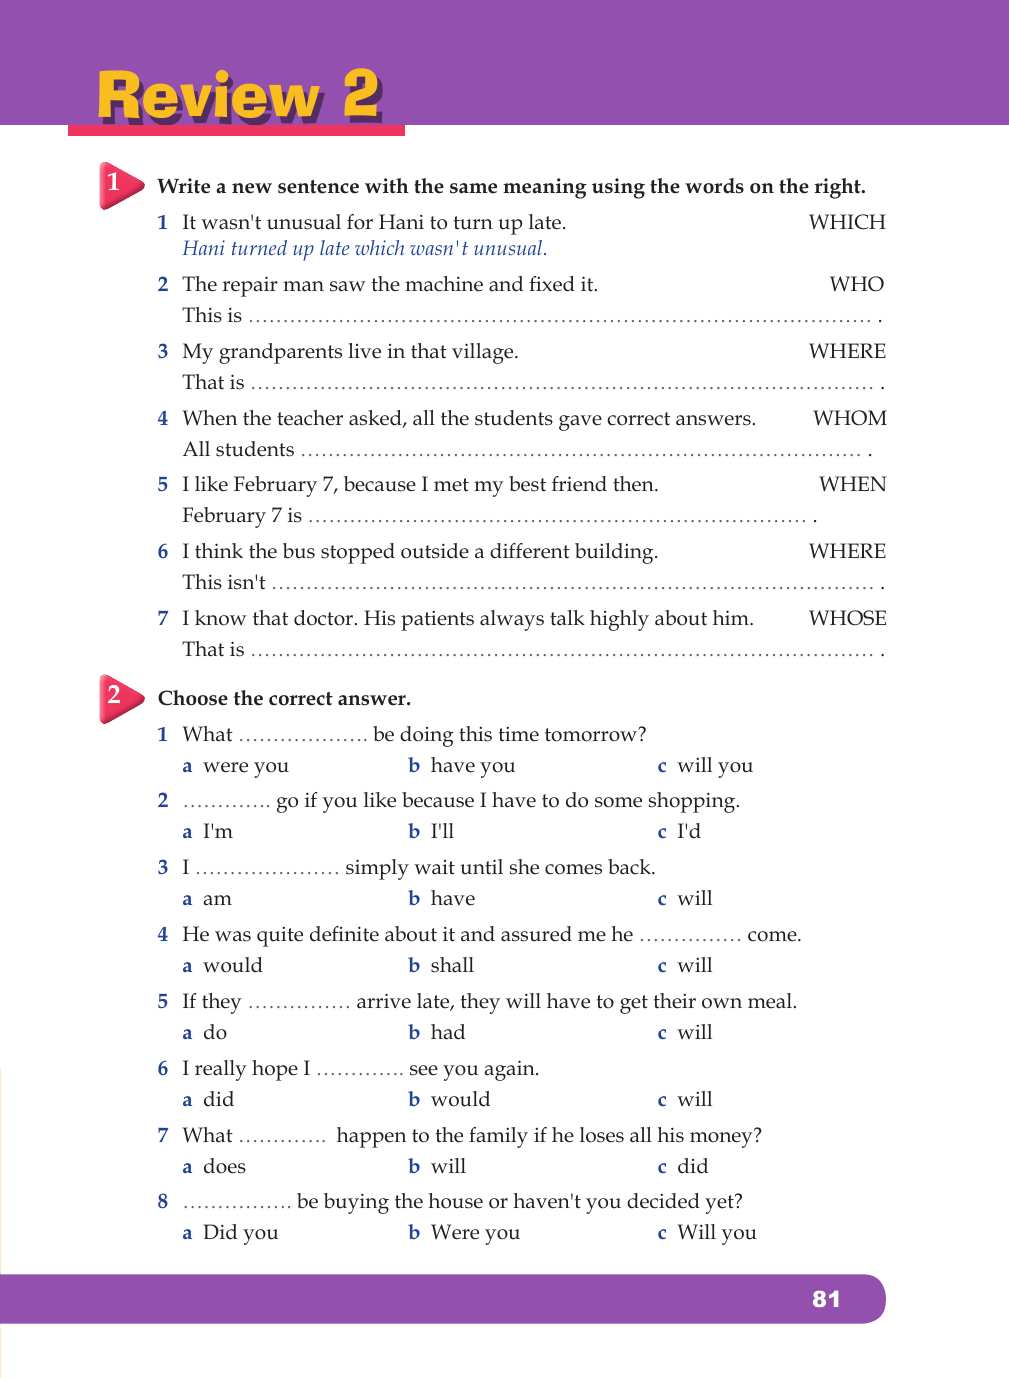 Review 2
1 Write a new sentence with the same meaning using the words on the right.
1 It wasn't unusual for Hani to turn up late. WHICH
Hani turned up late which wasn't unusual.
2 The repair man saw the machine and fixed it. WHO
This is .......................................................................................... .
3 My grandparents live in that village. WHERE
That is .......................................................................................... .
4 When the teacher asked, all the students gave correct answers. WHOM
All students ................................................................................. .
5 I like February 7, because I met my best friend then. WHEN
February 7 is ........................................................................ .
6 I think the bus stopped outside a different building. WHERE
This isn't ....................................................................................... .
7 I know that doctor. His patients always talk highly about him. WHOSE
That is .......................................................................................... .
2 Choose the correct answer.
1 What ................... be doing this time tomorrow?
a were you b have you c will you
2 ............. go if you like because I have to do some shopping.
a I'm b I'll c I'd
3 I ..................... simply wait until she comes back.
a am b have c will
4 He was quite definite about it and assured me he ............... come.
a would b shall c will
5 If they ............... arrive late, they will have to get their own meal.
a do b had c will
6 I really hope I ............. see you again.
a did b would c will
7 What ............. happen to the family if he loses all his money?
a does b will c did
8 ................ be buying the house or haven't you decided yet?
a Did you b Were you c Will you
81